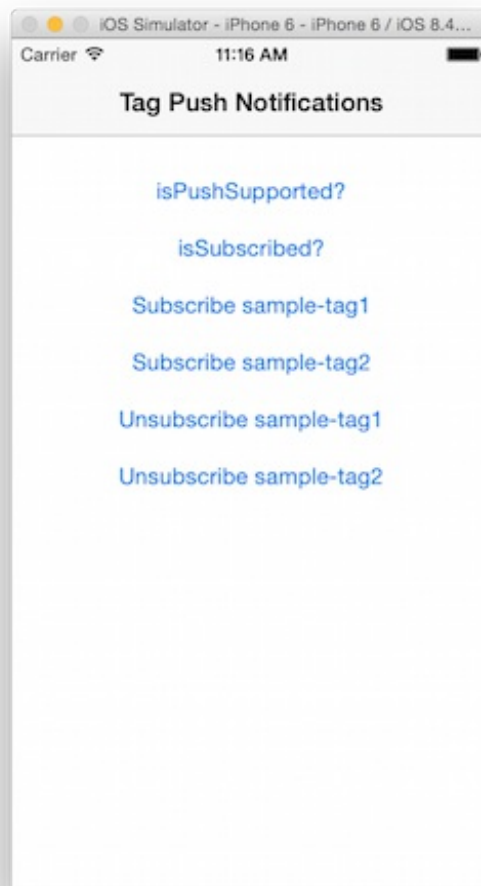 iOS Simulator - iPhone 6 - iPhone 6 / iOS 8.4...
Carrier 11:16 AM
Tag Push Notifications
isPushSupported?
isSubscribed?
Subscribe sample-tag1
Subscribe sample-tag2
Unsubscribe sample-tag1
Unsubscribe sample-tag2